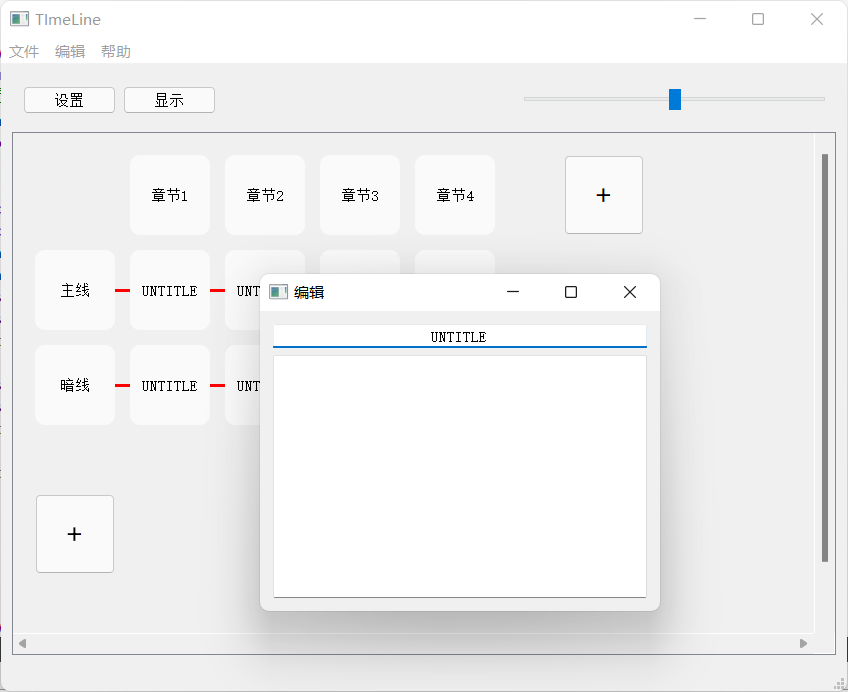 TImeLine
文件 编辑 帮助
设置 显示
章节1 章节2 章节3 章节4 +
主线 UNTITLE UNT
编辑
UNTITLE
暗线 UNTITLE UNT
+